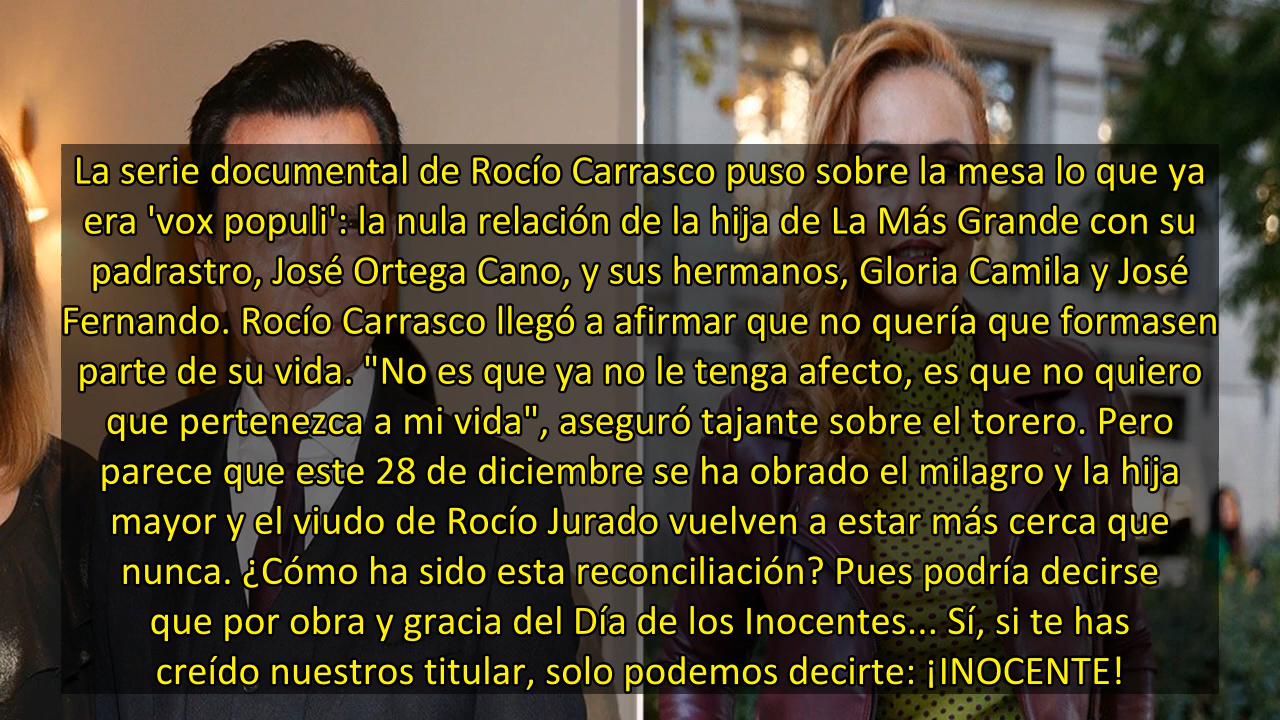 La serie documental de Rocío Carrasco puso sobre la mesa lo que ya
era 'vox populi': la nula relación de la hija de La Más Grande con su
padrastro, José Ortega Cano, y sus hermanos, Gloria Camila y José
Fernando. Rocío Carrasco llegó a afirmar que no quería que formasen
parte de su vida. "No es que ya no le tenga afecto, es que no quiero
que pertenezca a mi vida", aseguró tajante sobre el torero. Pero
parece que este 28 de diciembre se ha obrado el milagro y la hija
mayor y el viudo de Rocío Jurado vuelven a estar más cerca que
nunca. ¿Cómo ha sido esta reconciliación? Pues podría decirse
que por obra y gracia del Día de los Inocentes... Sí, si te has
creído nuestros titular, solo podemos decirte: ¡INOCENTE!